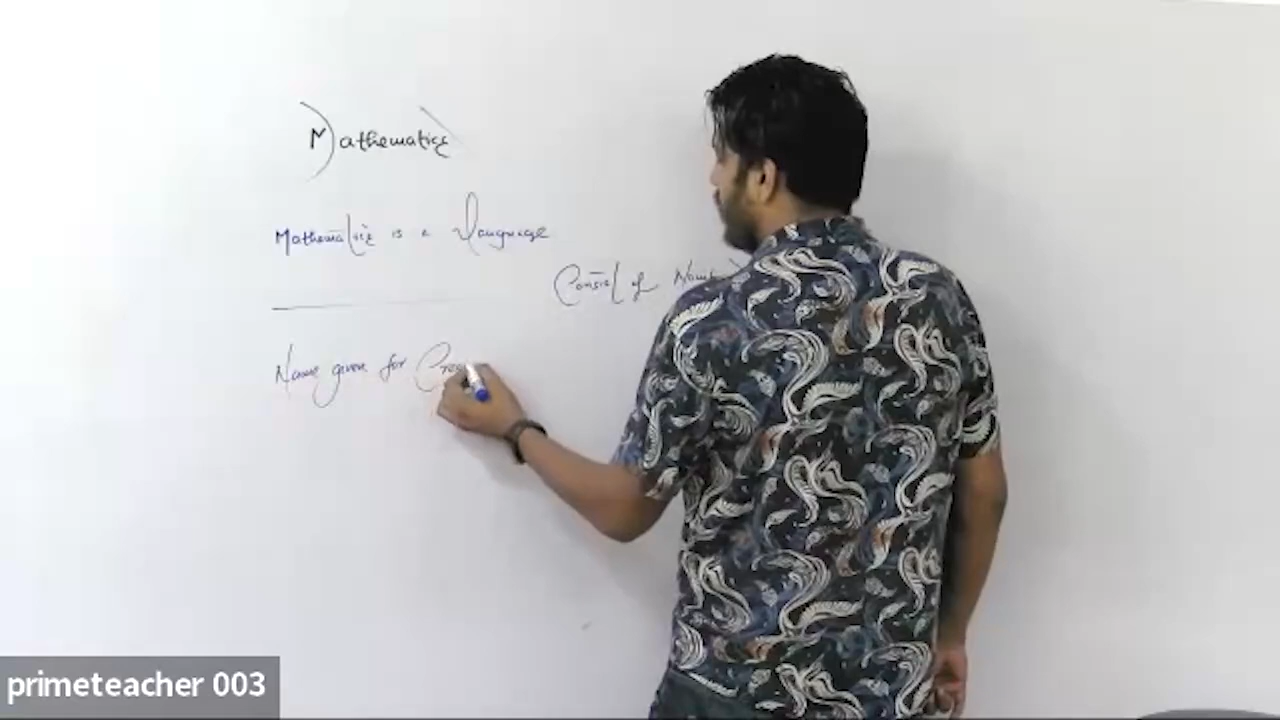 Mathematics
Mathematics is a language
Consist of
Name given for
primeteacher 003